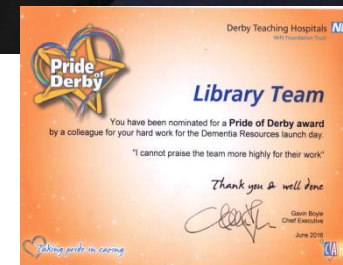 Derby Teaching Hospitals
NHS Foundation Trust
Pride
of
Derby
Library Team
You have been nominated for a Pride of Derby award
by a colleague for your hard work for the Dementia Resources launch day.
"I cannot praise the team more highly for their work"
Thank you & well done
Gavin Boyle
Chief Executive
June 2016
Taking pride in caring